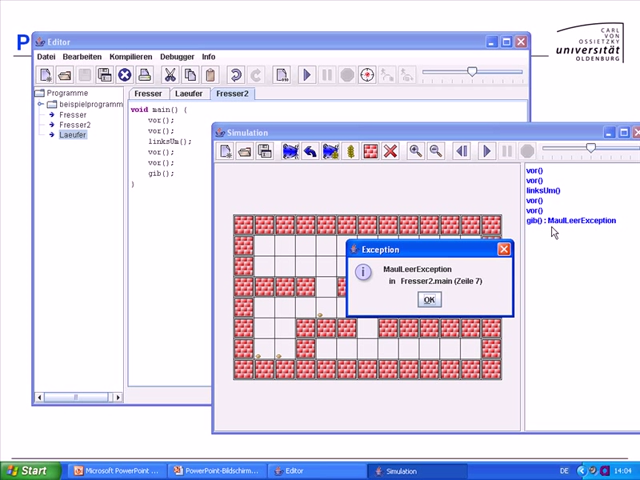 P
CARL
VON
OSSIETZKY
universität
OLDENBURG
Editor
Datei Bearbeiten Kompilieren Debugger Info
Programme
beispielprogramm
Fresser
Fresser2
Laeufer
Fresser Laeufer Fresser2
void main() {
vor();
vor();
linksUm();
vor();
vor();
gib();
}
Simulation
vor()
vor()
linksUm()
vor()
vor()
gib() : MaulLeerException
Exception
MaulLeerException
in Fresser2.main (Zeile 7)
OK
Start
Microsoft PowerPoint ...
PowerPoint-Bildschirm...
Editor
Simulation
DE
14:04